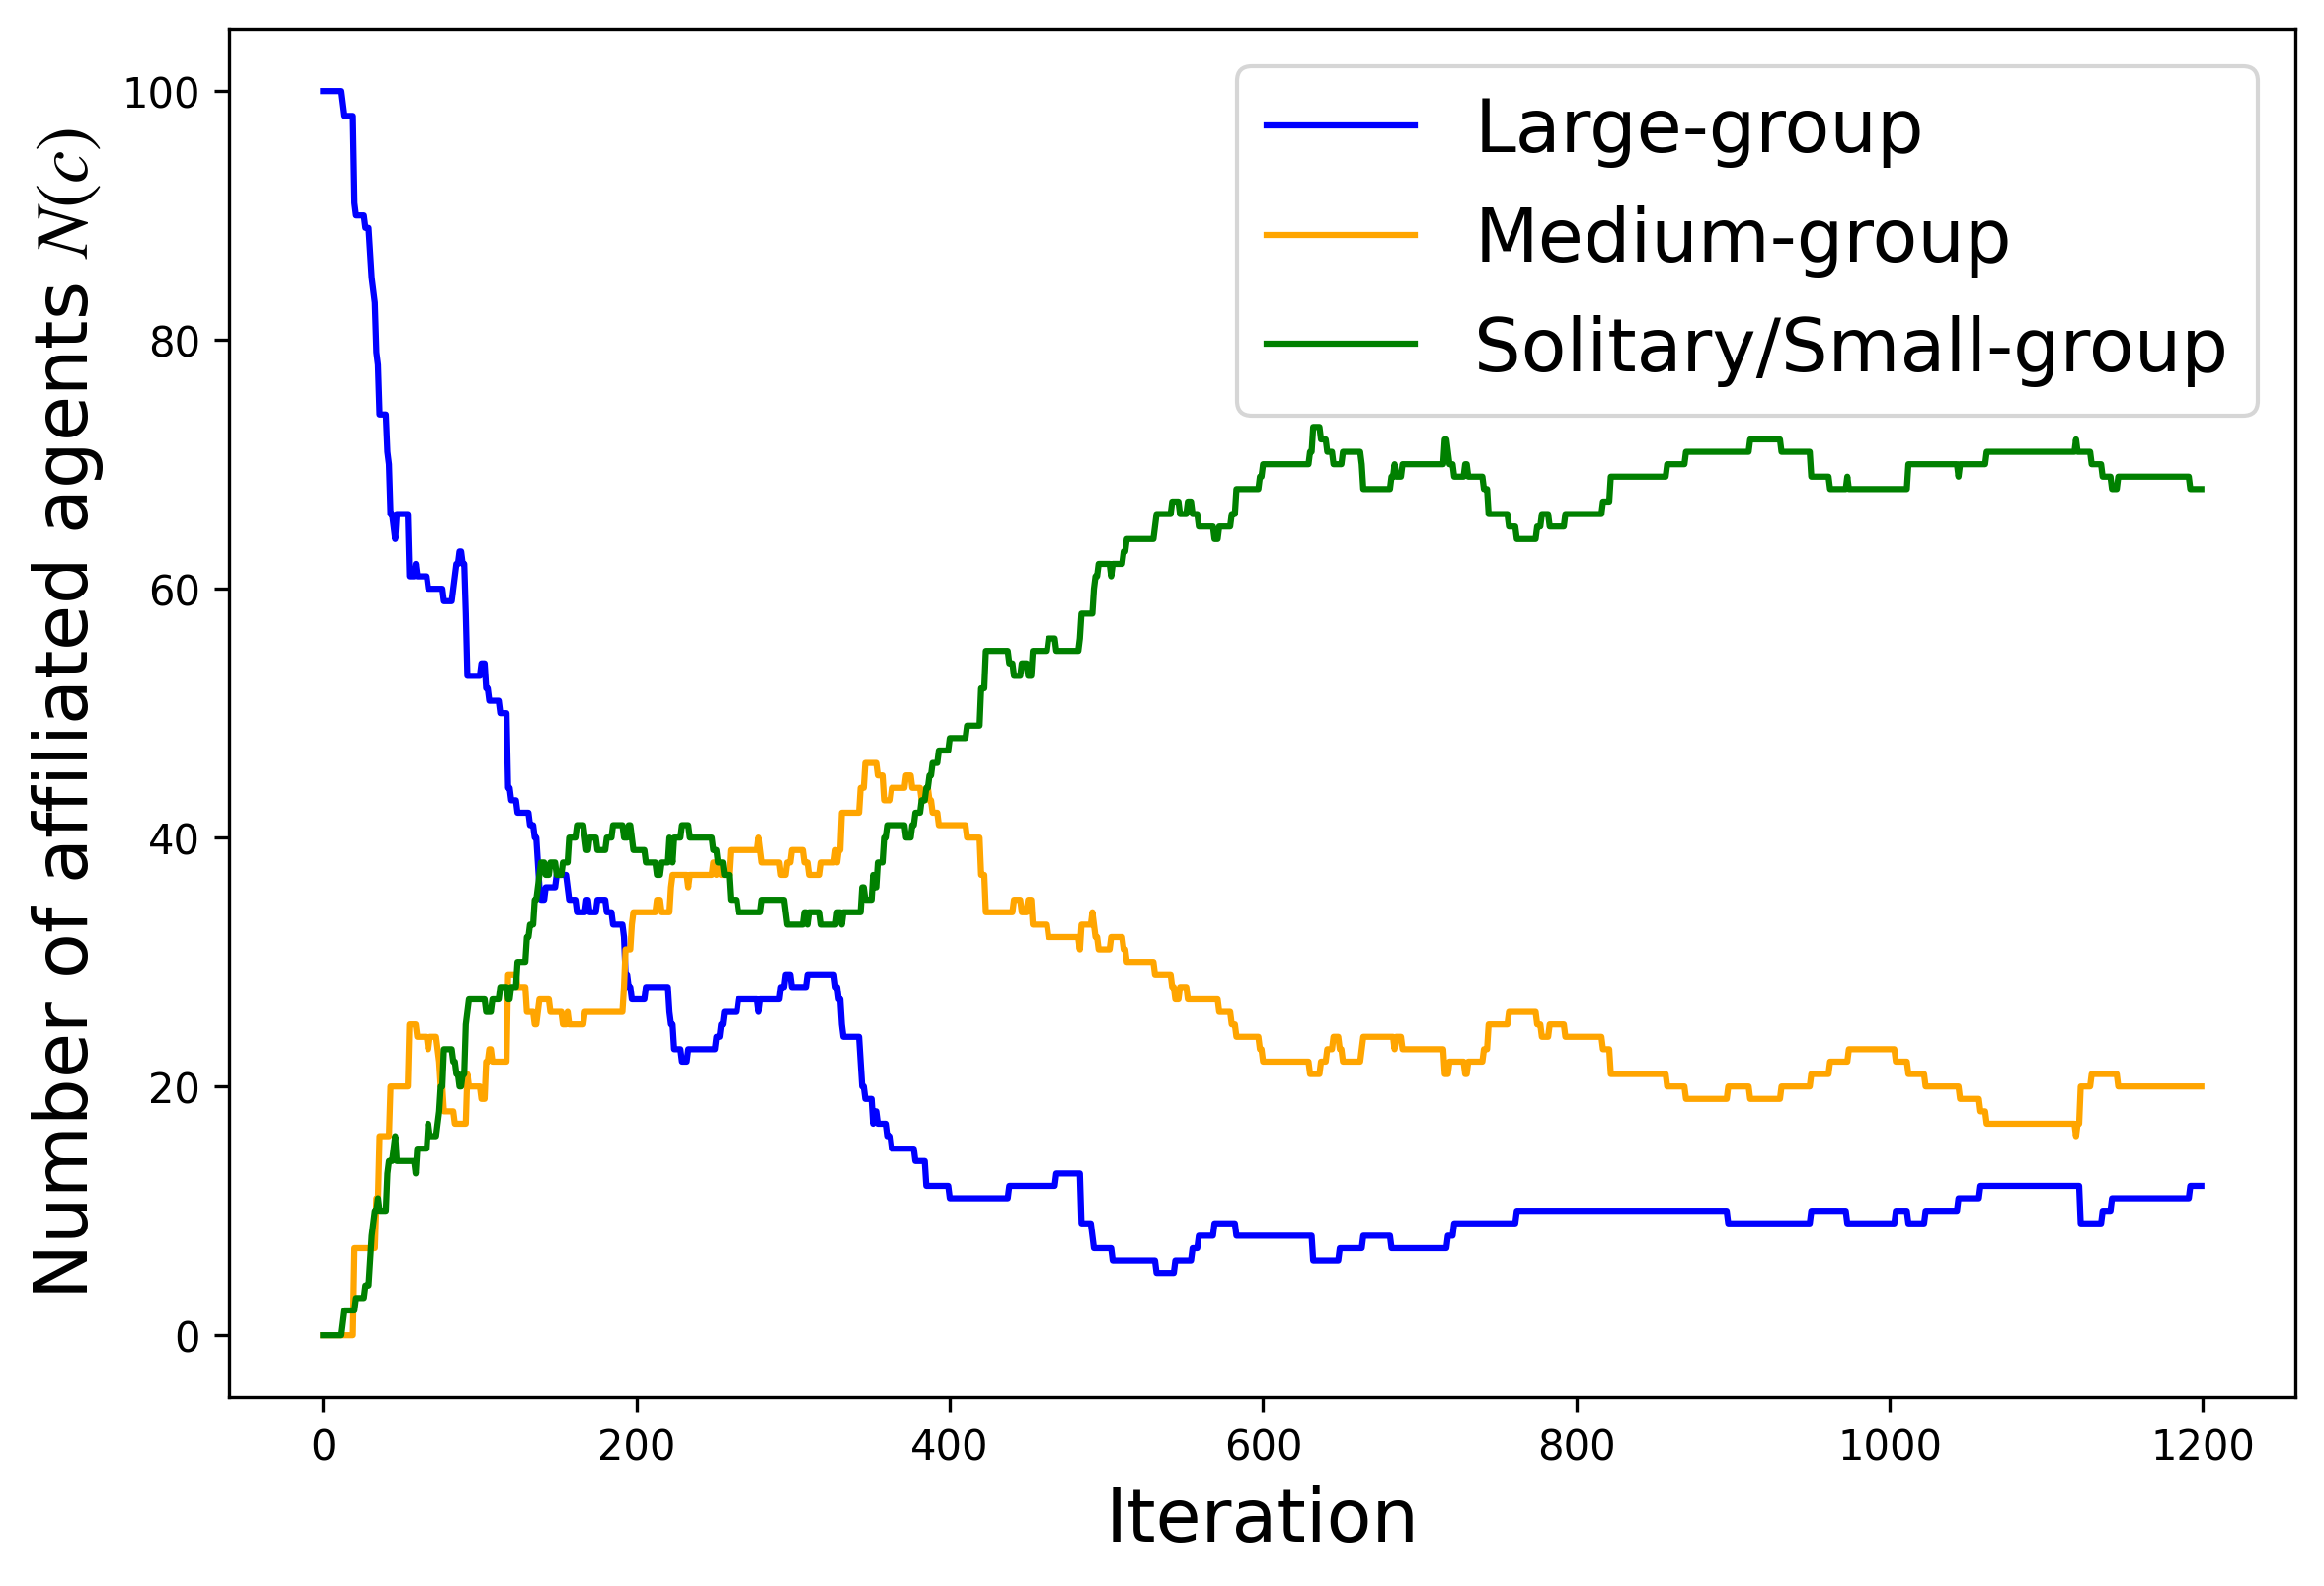 Number of affiliated agents N(c)
100
80
60
40
20
0
Large-group
Medium-group
Solitary/Small-group
0 200 400 600 800 1000 1200
Iteration